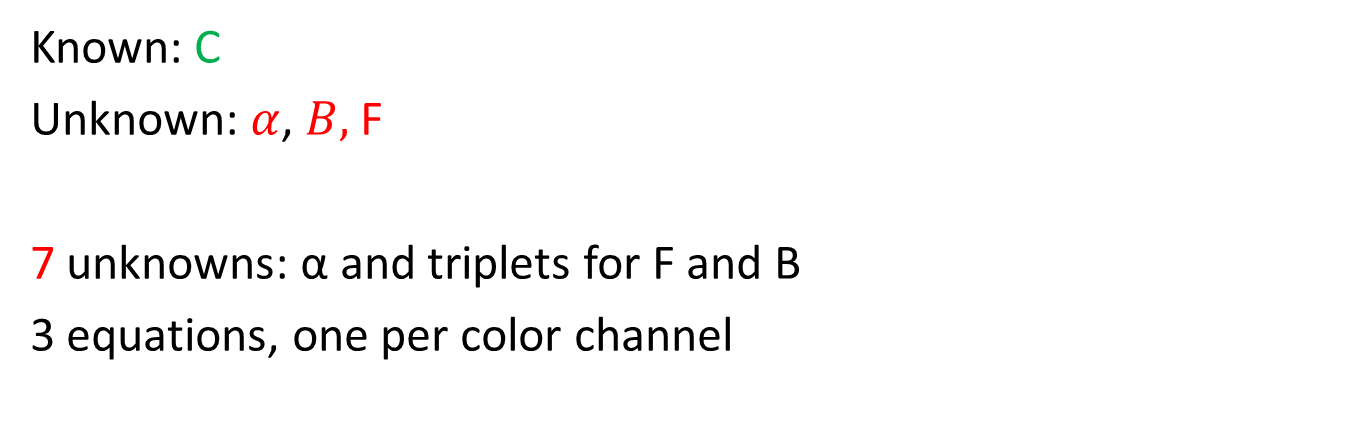 Known: C
Unknown: α, B, F
7 unknowns: α and triplets for F and B
3 equations, one per color channel